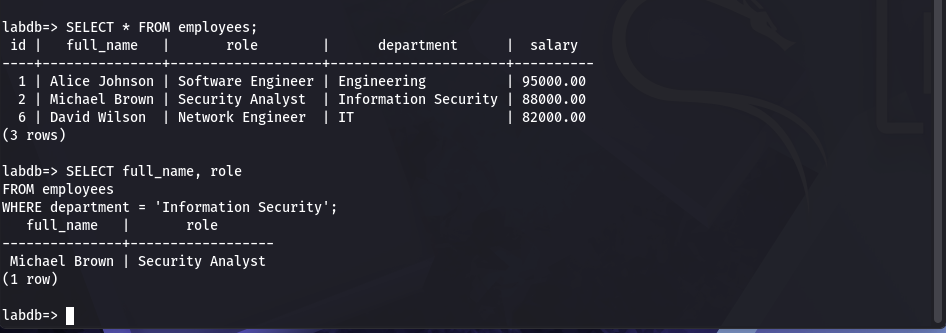 labdb=> SELECT * FROM employees;
 id |   full_name   |       role        |      department      |  salary
----+---------------+-------------------+----------------------+----------
  1 | Alice Johnson | Software Engineer | Engineering          | 95000.00
  2 | Michael Brown | Security Analyst  | Information Security | 88000.00
  6 | David Wilson  | Network Engineer  | IT                   | 82000.00
(3 rows)
labdb=> SELECT full_name, role
FROM employees
WHERE department = 'Information Security';
   full_name   |       role
---------------+------------------
 Michael Brown | Security Analyst
(1 row)
labdb=>